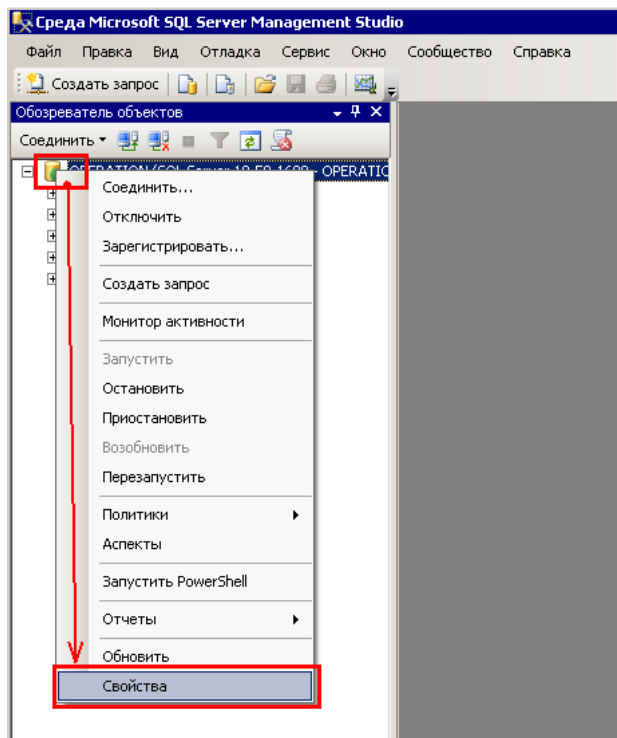 Среда Microsoft SQL Server Management Studio
Файл Правка Вид Отладка Сервис Окно Сообщество Справка
Создать запрос
Обозреватель объектов
Соединить
OPERATIC
Соединить...
Отключить
Зарегистрировать...
Создать запрос
Монитор активности
Запустить
Остановить
Приостановить
Возобновить
Перезапустить
Политики
Аспекты
Запустить PowerShell
Отчеты
Обновить
Свойства